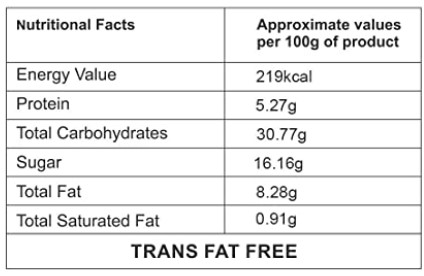 Nutritional Facts
Approximate values
per 100g of product
Energy Value 219kcal
Protein 5.27g
Total Carbohydrates 30.77g
Sugar 16.16g
Total Fat 8.28g
Total Saturated Fat 0.91g
TRANS FAT FREE